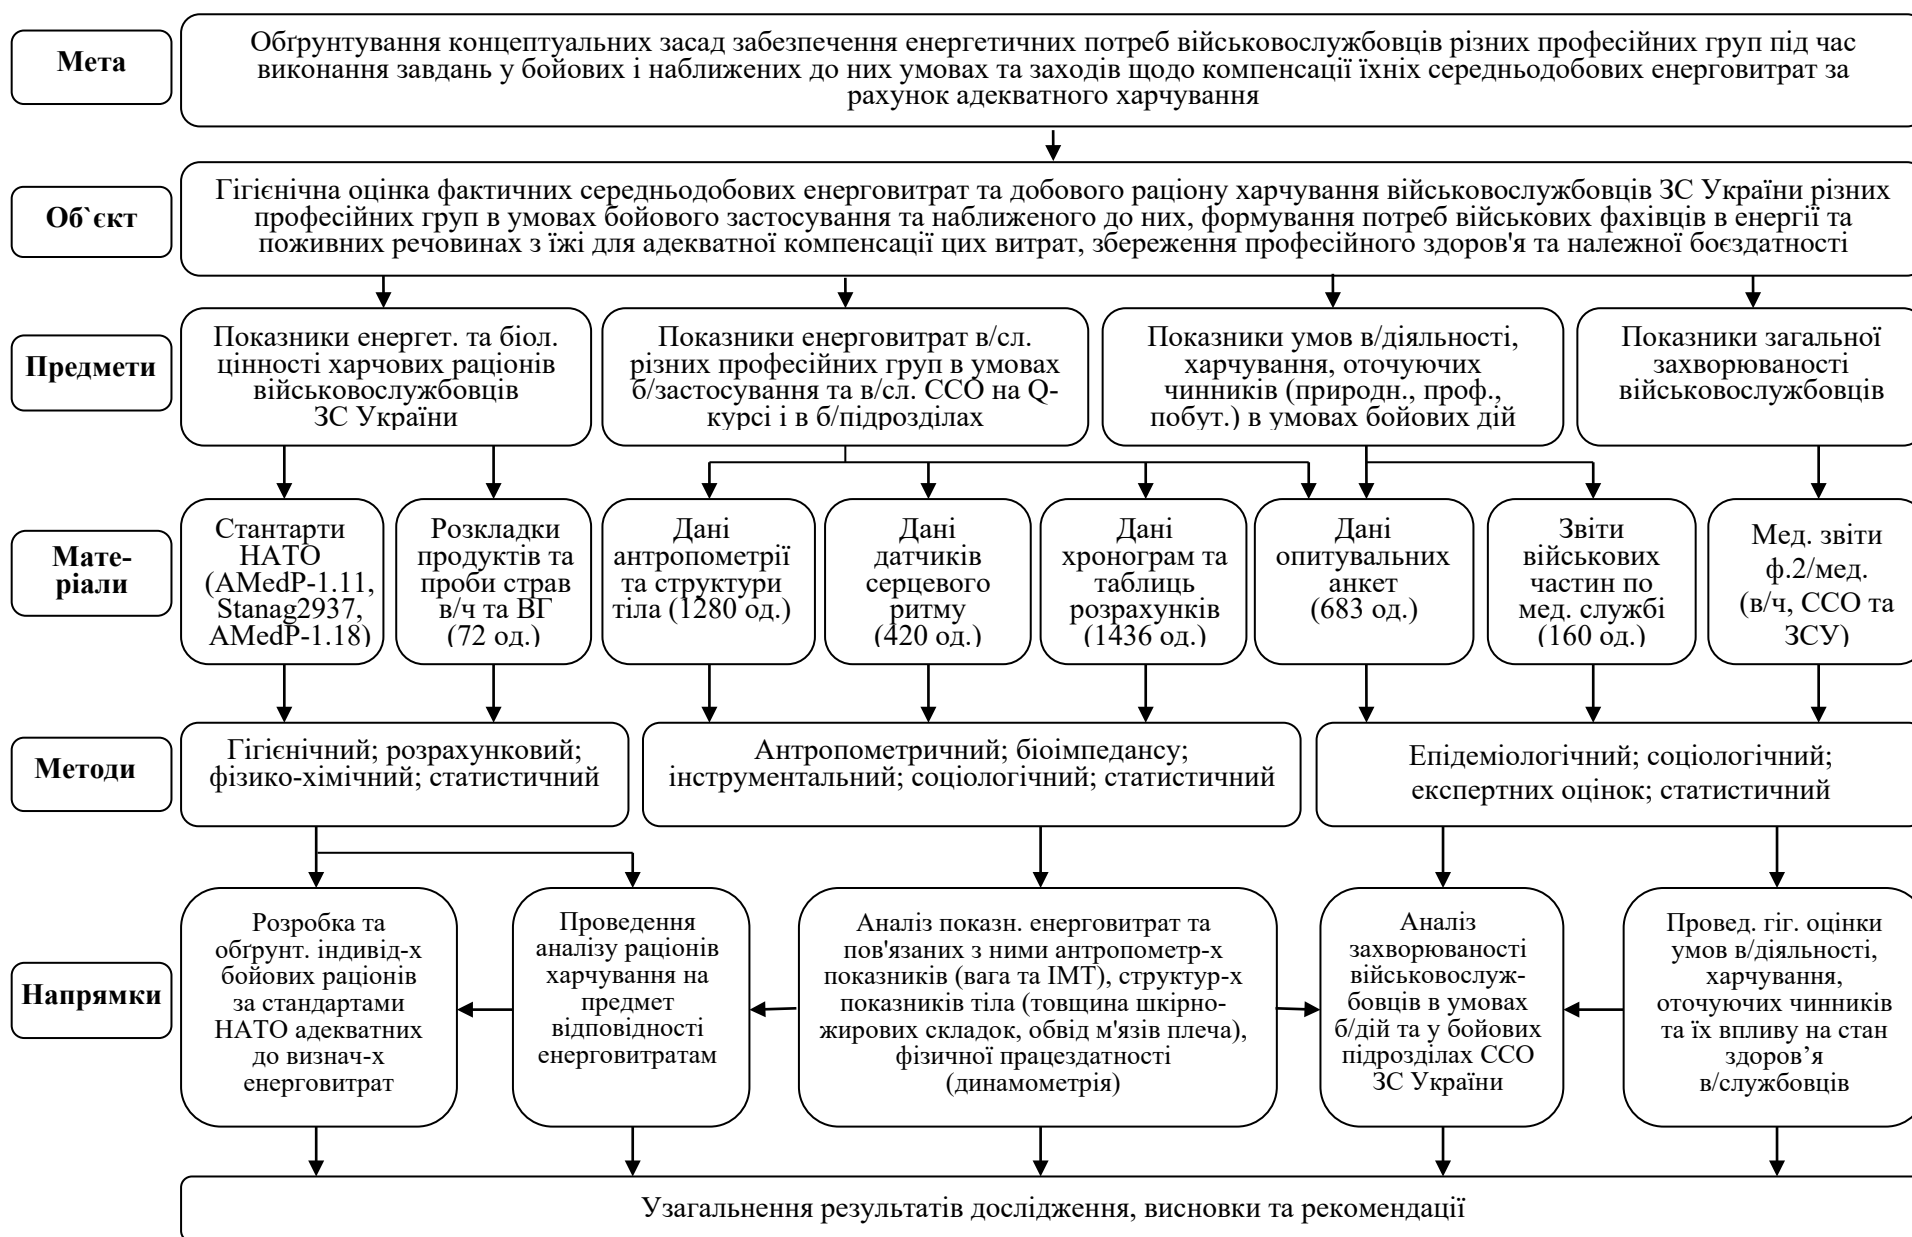 Мета
Обґрунтування концептуальних засад забезпечення енергетичних потреб військовослужбовців різних професійних груп під час
виконання завдань у бойових і наближених до них умовах та заходів щодо компенсації їхніх середньодобових енерговитрат за
рахунок адекватного харчування
Об`єкт
Гігієнічна оцінка фактичних середньодобових енерговитрат та добового раціону харчування військовослужбовців ЗС України різних
професійних груп в умовах бойового застосування та наближеного до них, формування потреб військових фахівців в енергії та
поживних речовинах з їжі для адекватної компенсації цих витрат, збереження професійного здоров'я та належної боєздатності
Предмети
Показники енергет. та біол.
цінності харчових раціонів
військовослужбовців
ЗС України
Показники енерговитрат в/сл.
різних професійних груп в умовах
б/застосування та в/сл. ССО на Q-
курсі і в б/підрозділах
Показники умов в/діяльності,
харчування, оточуючих
чинників (природн., проф.,
побут.) в умовах бойових дій
Показники загальної
захворюваності
військовослужбовців
Мате-
ріали
Стантарти
НАТО
(AMedP-1.11,
Stanag2937,
AMedP-1.18)
Розкладки
продуктів та
проби страв
в/ч та ВГ
(72 од.)
Дані
антропометрії
та структури
тіла (1280 од.)
Дані
датчиків
серцевого
ритму
(420 од.)
Дані
хронограм та
таблиць
розрахунків
(1436 од.)
Дані
опитувальних
анкет
(683 од.)
Звіти
військових
частин по
мед. службі
(160 од.)
Мед. звіти
ф.2/мед.
(в/ч, ССО та
ЗСУ)
Методи
Гігієнічний; розрахунковий;
фізико-хімічний; статистичний
Антропометричний; біоімпедансу;
інструментальний; соціологічний; статистичний
Епідеміологічний; соціологічний;
експертних оцінок; статистичний
Напрямки
Розробка та
обґрунт. індивід-х
бойових раціонів
за стандартами
НАТО адекватних
до визнач-х
енерговитрат
Проведення
аналізу раціонів
харчування на
предмет
відповідності
енерговитратам
Аналіз показн. енерговитрат та
пов'язаних з ними антропометр-х
показників (вага та ІМТ), структур-х
показників тіла (товщина шкірно-
жирових складок, обвід м'язів плеча),
фізичної працездатності
(динамометрія)
Аналіз
захворюваності
військовослуж-
бовців в умовах
б/дій та у бойових
підрозділах ССО
ЗС України
Провед. гіг. оцінки
умов в/діяльності,
харчування,
оточуючих чинників
та їх впливу на стан
здоров’я
в/службовців
Узагальнення результатів дослідження, висновки та рекомендації